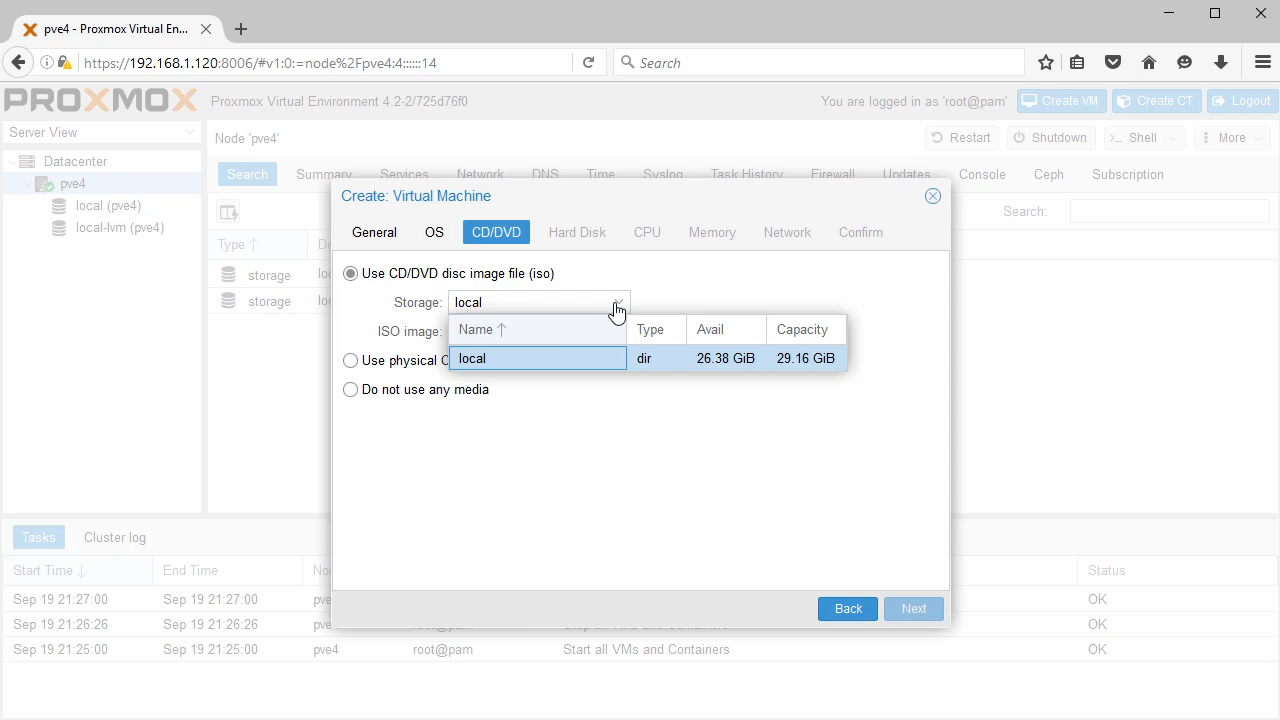 pve4 - Proxmox Virtual En...
https://192.168.1.120:8006/#v1:0:=node%2Fpve4:4::::::14
Search
PROXMOX Proxmox Virtual Environment 4.2-2/725d76f0 You are logged in as 'root@pam' Create VM Create CT Logout
Server View
Datacenter
pve4
local (pve4)
local-lvm (pve4)
Node 'pve4' Restart Shutdown Shell More
Search Summary Services Network DNS Time Syslog Task History Firewall Updates Console Ceph Subscription
Search:
Type
storage
storage
Create: Virtual Machine
General OS CD/DVD Hard Disk CPU Memory Network Confirm
Use CD/DVD disc image file (iso)
Storage: local
ISO image:
Name Type Avail Capacity
local dir 26.38 GiB 29.16 GiB
Use physical
Do not use any media
Back Next
Tasks Cluster log
Start Time End Time Status
Sep 19 21:27:00 Sep 19 21:27:00 OK
Sep 19 21:26:26 Sep 19 21:26:26 OK
Sep 19 21:25:00 Sep 19 21:25:00 pve4 root@pam Start all VMs and Containers OK